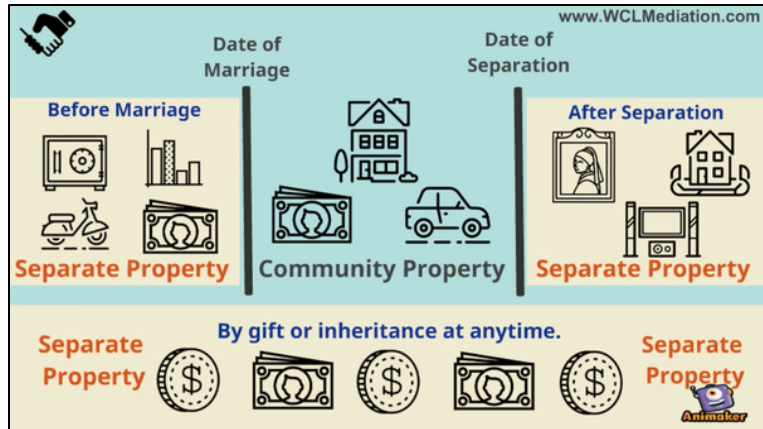 www.WCLMediation.com
Date of
Marriage
Date of
Separation
Before Marriage
After Separation
Separate Property
Community Property
Separate Property
By gift or inheritance at anytime.
Separate
Property
$
$
$
Separate
Property
Animaker